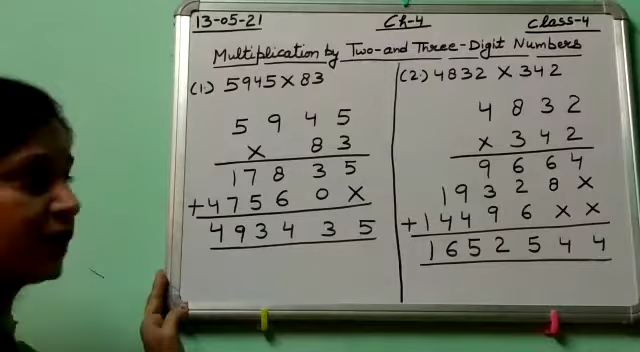 13-05-21 Ch-4 Class-4
Multiplication by Two-and Three-Digit Numbers
(1.) 5945 X 83
5 9 4 5
X 8 3
1 7 8 3 5
+ 4 7 5 6 0 X
4 9 3 4 3 5
(2.) 4832 X 342
4 8 3 2
X 3 4 2
9 6 6 4
1 9 3 2 8 X
+ 1 4 4 9 6 X X
1 6 5 2 5 4 4